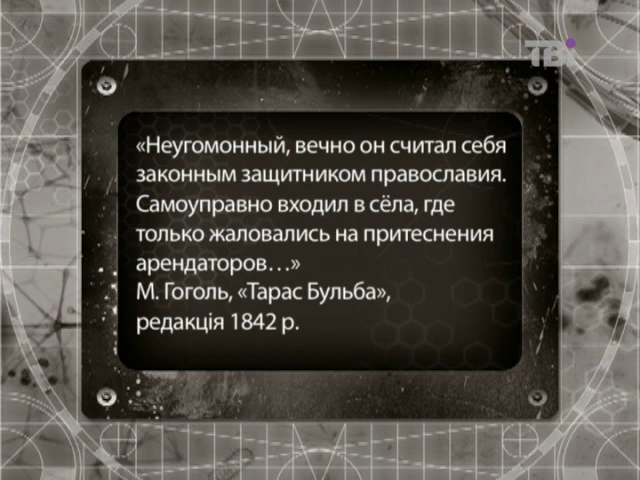 ТВі
«Неугомонный, вечно он считал себя
законным защитником православия.
Самоуправно входил в сёла, где
только жаловались на притеснения
арендаторов…»
М. Гоголь, «Тарас Бульба»,
редакція 1842 р.